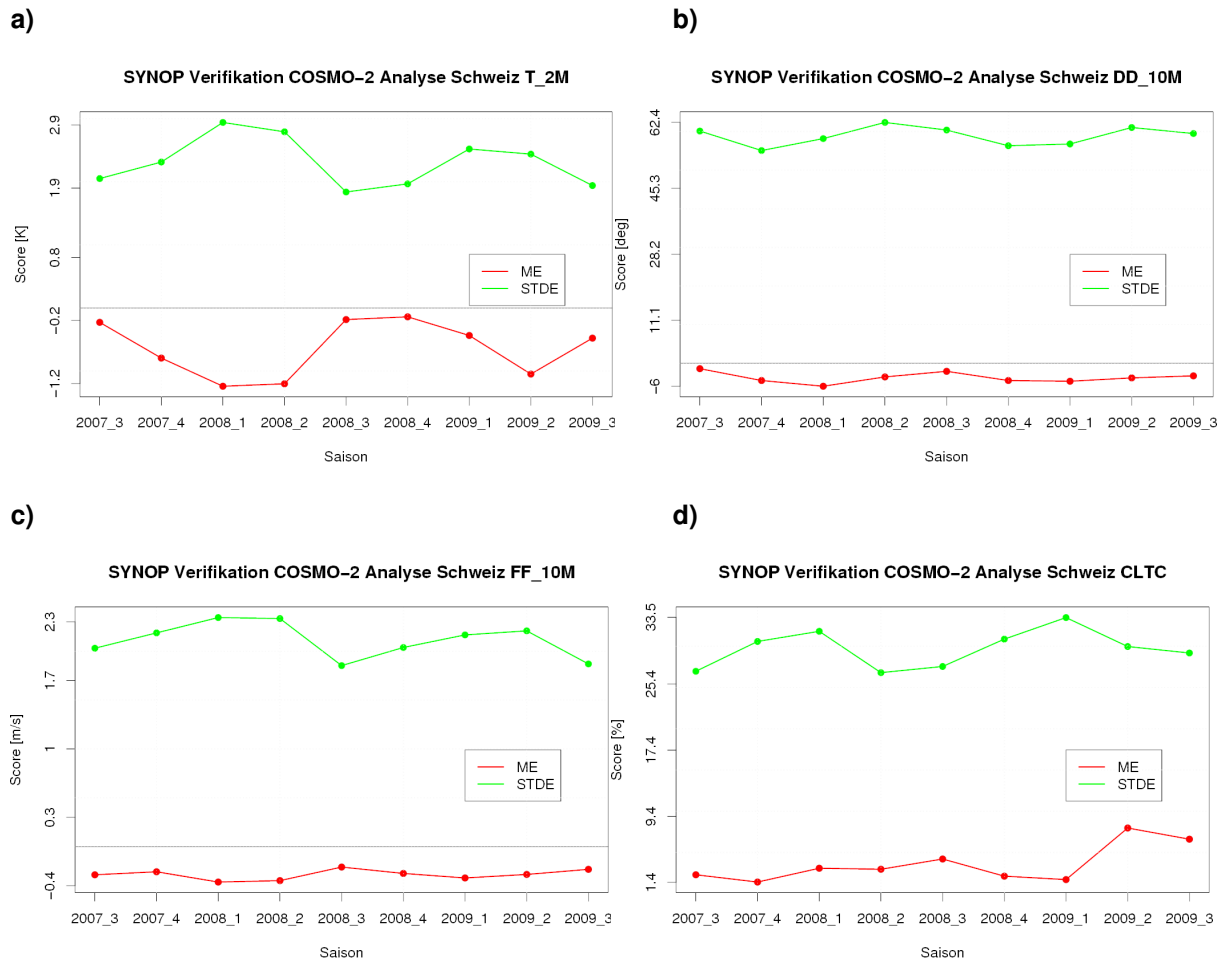 a)
SYNOP Verifikation COSMO−2 Analyse Schweiz T_2M
2.9
1.9
0.8
−0.2
−1.2
Score [K]
ME
STDE
2007_3 2007_4 2008_1 2008_2 2008_3 2008_4 2009_1 2009_2 2009_3
Saison
b)
SYNOP Verifikation COSMO−2 Analyse Schweiz DD_10M
62.4
45.3
28.2
11.1
−6
Score [deg]
ME
STDE
2007_3 2007_4 2008_1 2008_2 2008_3 2008_4 2009_1 2009_2 2009_3
Saison
c)
SYNOP Verifikation COSMO−2 Analyse Schweiz FF_10M
2.3
1.7
1
0.3
−0.4
Score [m/s]
ME
STDE
2007_3 2007_4 2008_1 2008_2 2008_3 2008_4 2009_1 2009_2 2009_3
Saison
d)
SYNOP Verifikation COSMO−2 Analyse Schweiz CLTC
33.5
25.4
17.4
9.4
1.4
Score [%]
ME
STDE
2007_3 2007_4 2008_1 2008_2 2008_3 2008_4 2009_1 2009_2 2009_3
Saison